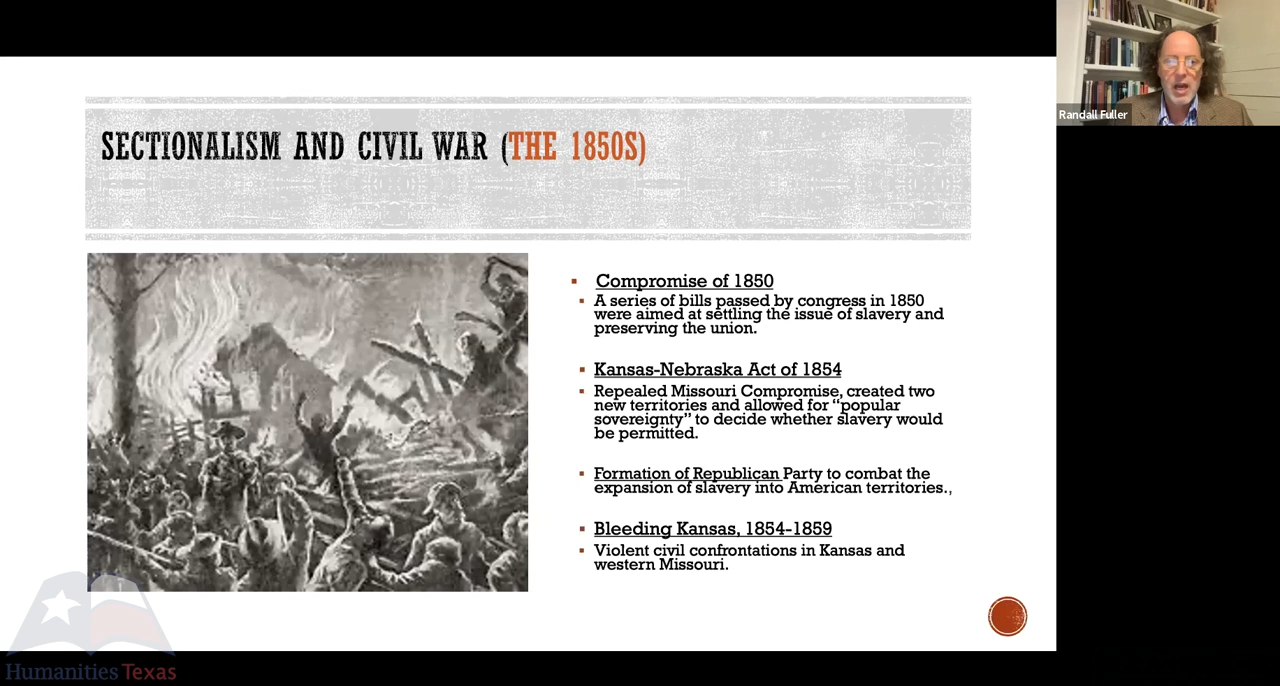 SECTIONALISM AND CIVIL WAR (THE 1850S)
Compromise of 1850
A series of bills passed by congress in 1850
were aimed at settling the issue of slavery and
preserving the union.
Kansas-Nebraska Act of 1854
Repealed Missouri Compromise, created two
new territories and allowed for “popular
sovereignty” to decide whether slavery would
be permitted.
Formation of Republican Party to combat the
expansion of slavery into American territories.,
Bleeding Kansas, 1854-1859
Violent civil confrontations in Kansas and
western Missouri.
Randall Fuller
Humanities Texas